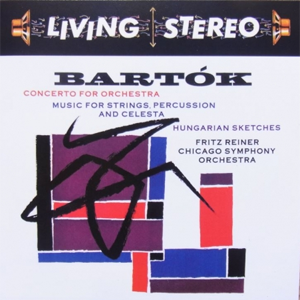 LIVING STEREO
BARTÓK
CONCERTO FOR ORCHESTRA
MUSIC FOR STRINGS, PERCUSSION
AND CELESTA
HUNGARIAN SKETCHES
FRITZ REINER
CHICAGO SYMPHONY
ORCHESTRA